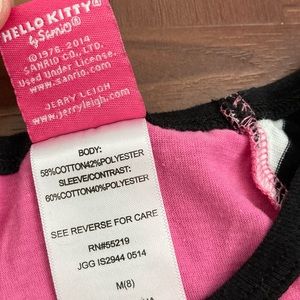 HELLO KITTY
by Sanrio
©1976, 2014
SANRIO CO., LTD.
Used Under License.
www.sanrio.com
JERRY LEIGH
www.jerryleigh.com
BODY:
58%COTTON42%POLYESTER
SLEEVE/CONTRAST:
60%COTTON40%POLYESTER
SEE REVERSE FOR CARE
RN#55219
JGG IS2944 0514
M(8)